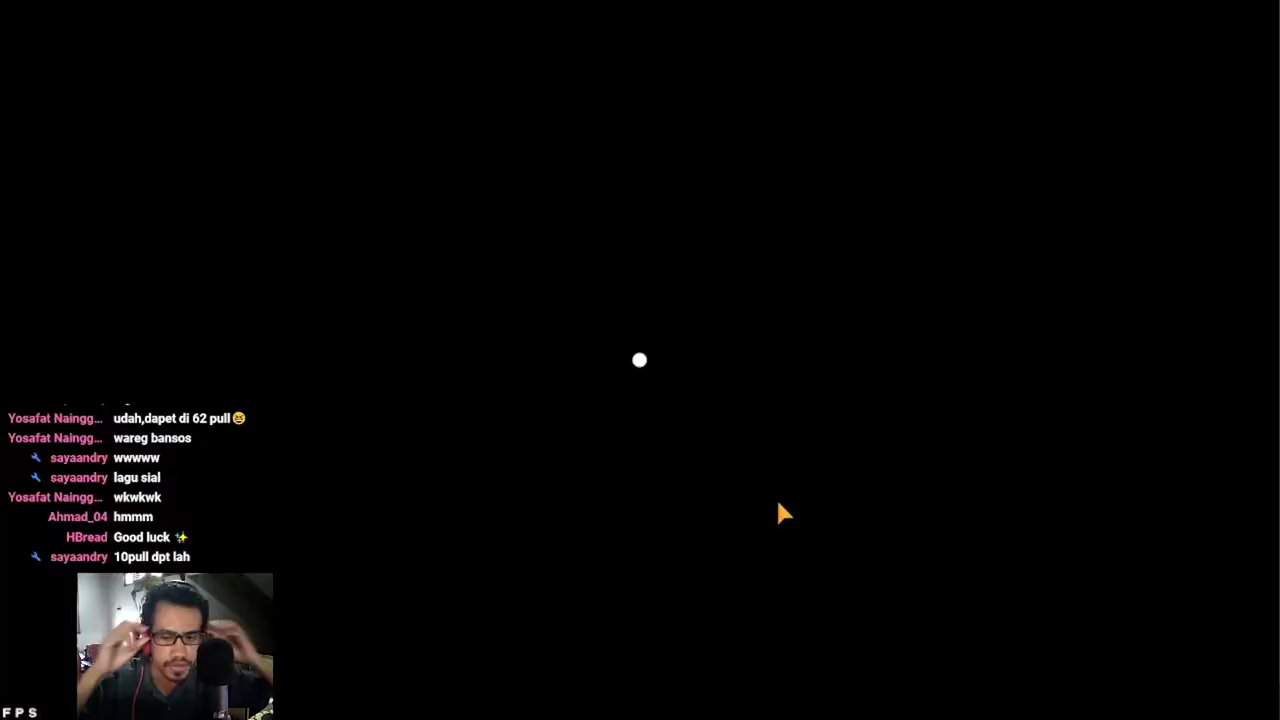 Yosafat Naingg... udah,dapet di 62 pull😆
Yosafat Naingg... wareg bansos
sayaandry wwwww
sayaandry lagu sial
Yosafat Naingg... wkwkwk
Ahmad_04 hmmm
HBread Good luck ✨
sayaandry 10pull dpt lah
FPS